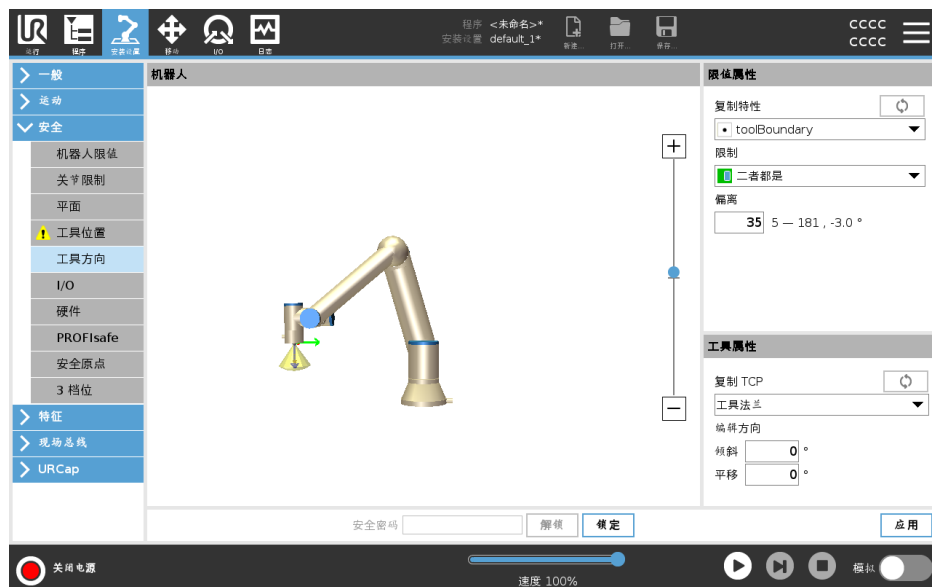 程序 <未命名>*
安装设置 default_1*
新建... 打开... 保存...
CCCC
CCCC
运行 程序 安装设置 移动 I/O 日志
一般
运动
安全
机器人限值
关节限制
平面
工具位置
工具方向
I/O
硬件
PROFIsafe
安全原点
3 档位
特征
现场总线
URCap
机器人
限值属性
复制特性
toolBoundary
限制
二者都是
偏离
35 5 — 181 , -3.0 °
工具属性
复制 TCP
工具法兰
编辑方向
倾斜 0 °
平移 0 °
安全密码 解锁 锁定 应用
关闭电源
速度 100%
模拟